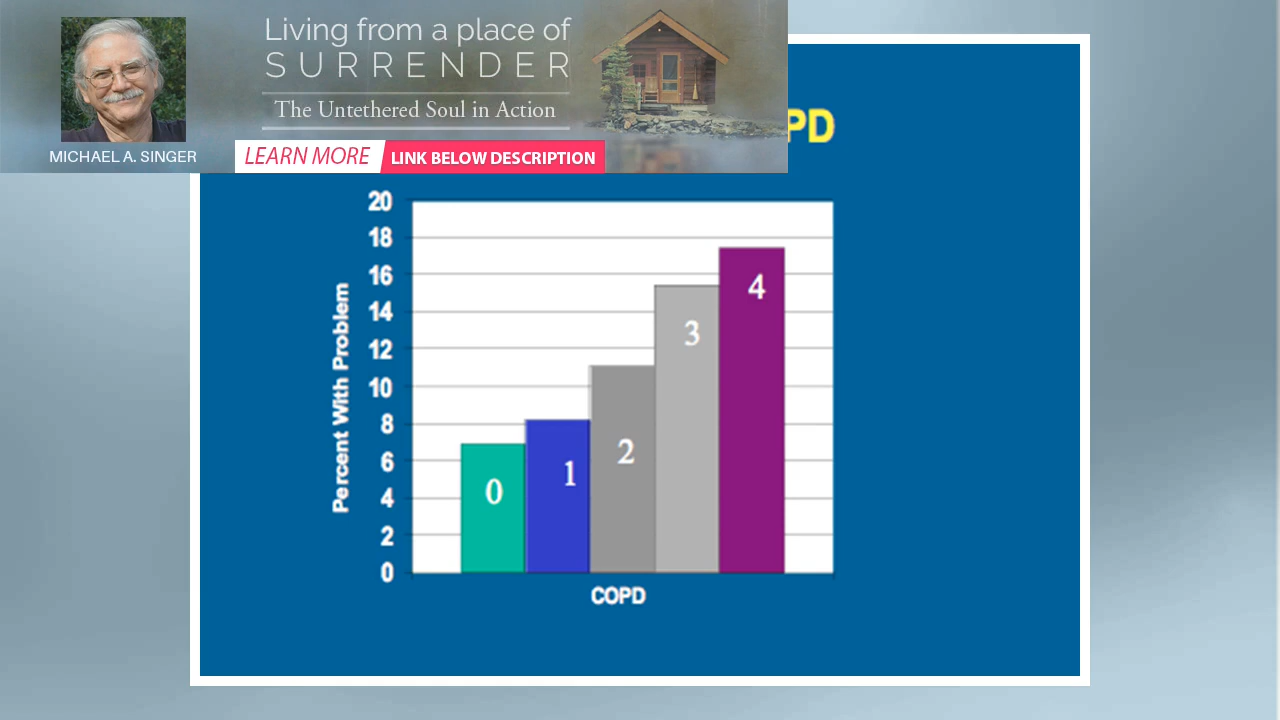 Living from a place of
SURRENDER
The Untethered Soul in Action
MICHAEL A. SINGER
LEARN MORE
LINK BELOW DESCRIPTION
PD
20
18
16
14
12
10
8
6
4
2
0
Percent With Problem
0
1
2
3
4
COPD